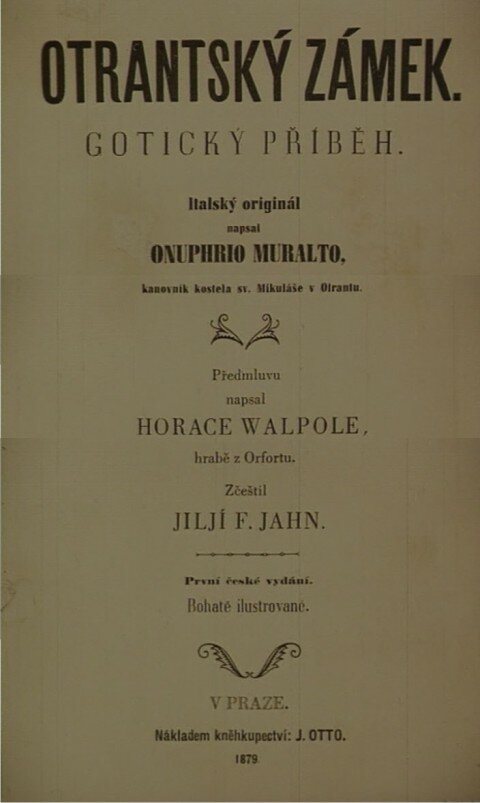 OTRANTSKÝ ZÁMEK.
GOTICKÝ PŘÍBĚH.
Italský originál
napsal
ONUPHRIO MURALTO,
kanovník kostela sv. Mikuláše v Otrantu.
Předmluvu
napsal
HORACE WALPOLE,
hrabě z Orfortu.
Zčeštil
JILJÍ F. JAHN.
První české vydání.
Bohatě ilustrované.
V PRAZE.
Nákladem kněhkupectví: J. OTTO.
1879